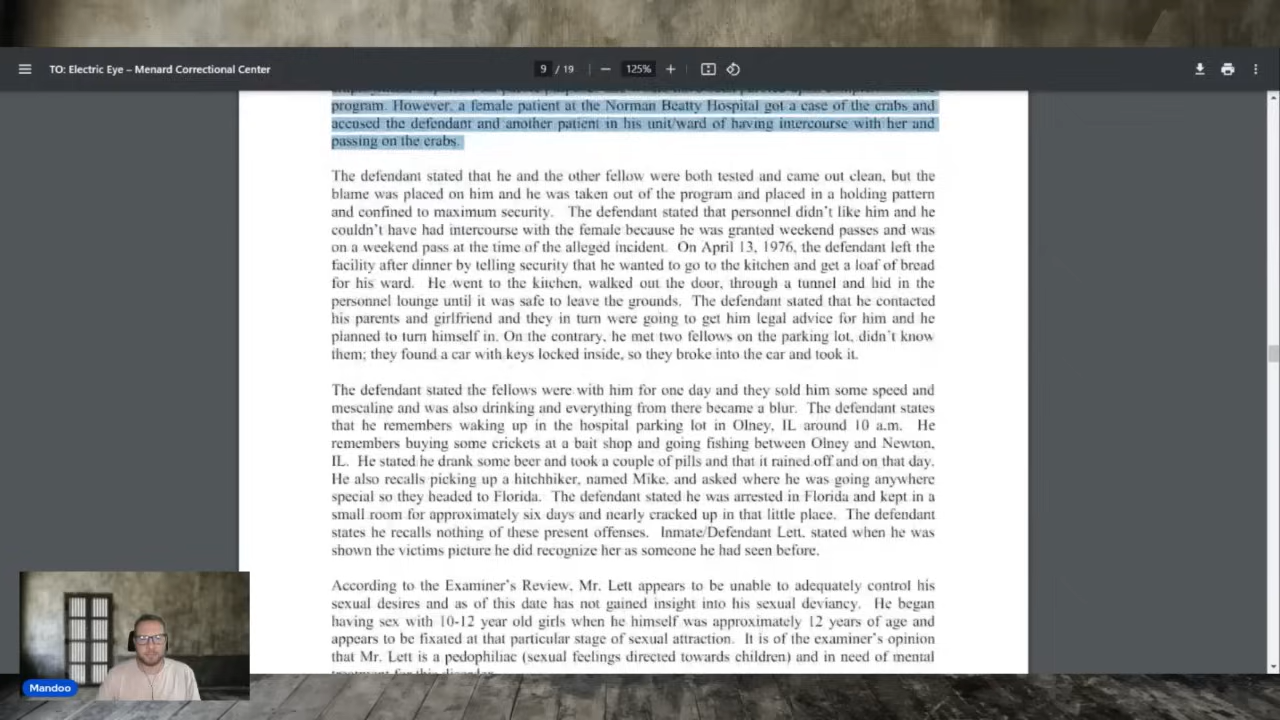 TO: Electric Eye – Menard Correctional Center
9 / 19
125%
program. However, a female patient at the Norman Beatty Hospital got a case of the crabs and
accused the defendant and another patient in his unit/ward of having intercourse with her and
passing on the crabs.
The defendant stated that he and the other fellow were both tested and came out clean, but the
blame was placed on him and he was taken out of the program and placed in a holding pattern
and confined to maximum security. The defendant stated that personnel didn't like him and he
couldn't have had intercourse with the female because he was granted weekend passes and was
on a weekend pass at the time of the alleged incident. On April 13, 1976, the defendant left the
facility after dinner by telling security that he wanted to go to the kitchen and get a loaf of bread
for his ward. He went to the kitchen, walked out the door, through a tunnel and hid in the
personnel lounge until it was safe to leave the grounds. The defendant stated that he contacted
his parents and girlfriend and they in turn were going to get him legal advice for him and he
planned to turn himself in. On the contrary, he met two fellows on the parking lot, didn't know
them; they found a car with keys locked inside, so they broke into the car and took it.
The defendant stated the fellows were with him for one day and they sold him some speed and
mescaline and was also drinking and everything from there became a blur. The defendant states
that he remembers waking up in the hospital parking lot in Olney, IL around 10 a.m. He
remembers buying some crickets at a bait shop and going fishing between Olney and Newton,
IL. He stated he drank some beer and took a couple of pills and that it rained off and on that day.
He also recalls picking up a hitchhiker, named Mike, and asked where he was going anywhere
special so they headed to Florida. The defendant stated he was arrested in Florida and kept in a
small room for approximately six days and nearly cracked up in that little place. The defendant
states he recalls nothing of these present offenses. Inmate/Defendant Lett, stated when he was
shown the victims picture he did recognize her as someone he had seen before.
According to the Examiner's Review, Mr. Lett appears to be unable to adequately control his
sexual desires and as of this date has not gained insight into his sexual deviancy. He began
having sex with 10-12 year old girls when he himself was approximately 12 years of age and
appears to be fixated at that particular stage of sexual attraction. It is of the examiner's opinion
that Mr. Lett is a pedophiliac (sexual feelings directed towards children) and in need of mental
Mandoo